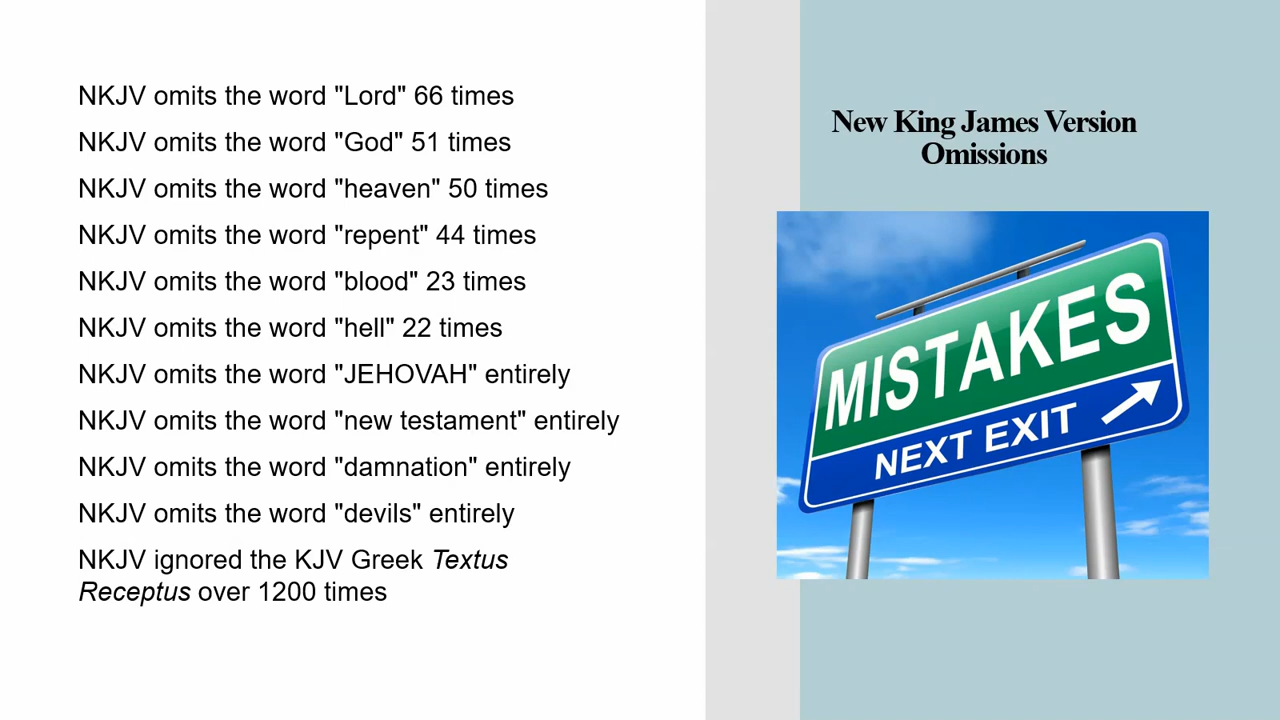 NKJV omits the word "Lord" 66 times
NKJV omits the word "God" 51 times
NKJV omits the word "heaven" 50 times
NKJV omits the word "repent" 44 times
NKJV omits the word "blood" 23 times
NKJV omits the word "hell" 22 times
NKJV omits the word "JEHOVAH" entirely
NKJV omits the word "new testament" entirely
NKJV omits the word "damnation" entirely
NKJV omits the word "devils" entirely
NKJV ignored the KJV Greek Textus
Receptus over 1200 times
New King James Version
Omissions
MISTAKES
NEXT EXIT